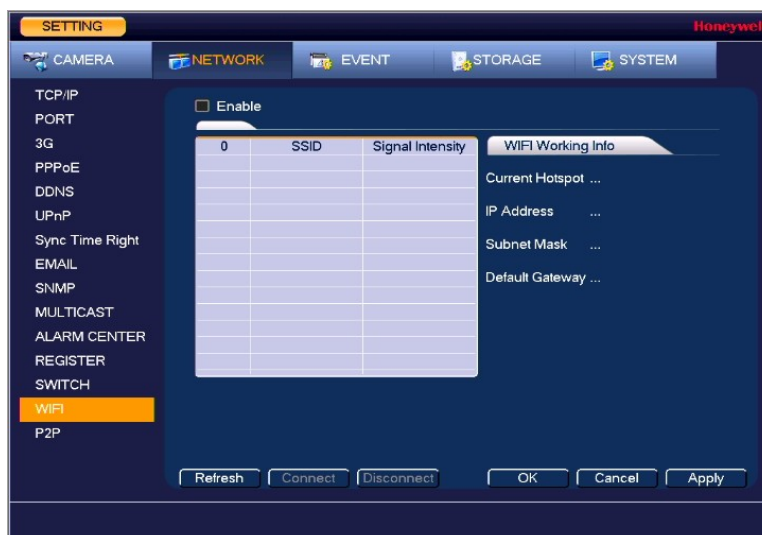 SETTING
Honeywell
CAMERA NETWORK EVENT STORAGE SYSTEM
TCP/IP
PORT
3G
PPPoE
DDNS
UPnP
Sync Time Right
EMAIL
SNMP
MULTICAST
ALARM CENTER
REGISTER
SWITCH
WIFI
P2P
Enable
0 SSID Signal Intensity
WIFI Working Info
Current Hotspot ...
IP Address ...
Subnet Mask ...
Default Gateway ...
Refresh Connect Disconnect OK Cancel Apply